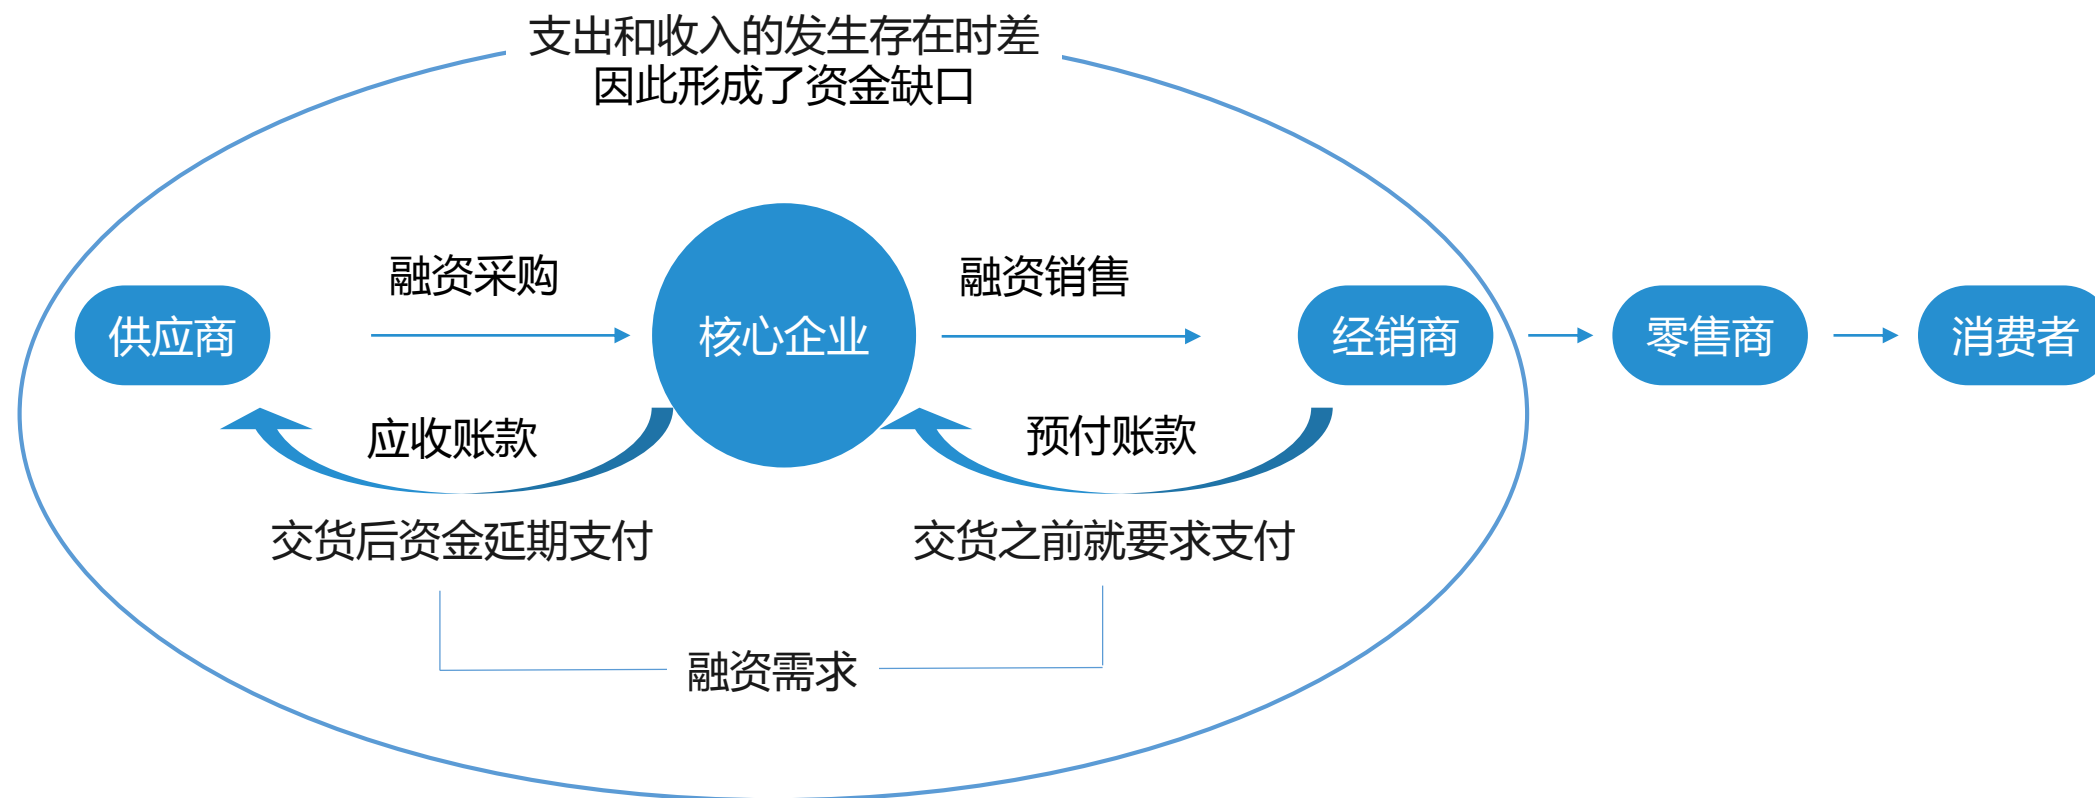 支出和收入的发生存在时差
因此形成了资金缺口
融资采购
融资销售
供应商
核心企业
经销商
零售商
消费者
应收账款
预付账款
交货后资金延期支付
交货之前就要求支付
融资需求